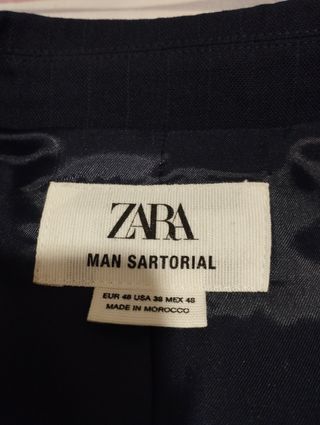 ZARA
MAN SARTORIAL
EUR 48 USA 38 MEX 48
MADE IN MOROCCO